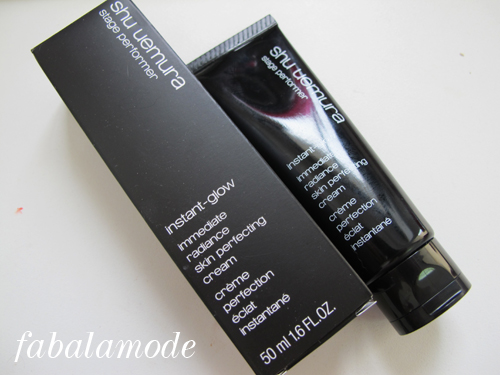 shu uemura
stage performer
instant-glow
immediate
radiance
skin perfecting
cream
crème
perfection
éclat
instantané
50 ml 1.6 FL.OZ.
shu uemura
stage performer
instant-
immediate
radiance
skin perfecting
cream
crème
perfection
éclat
instantané
fabalamode